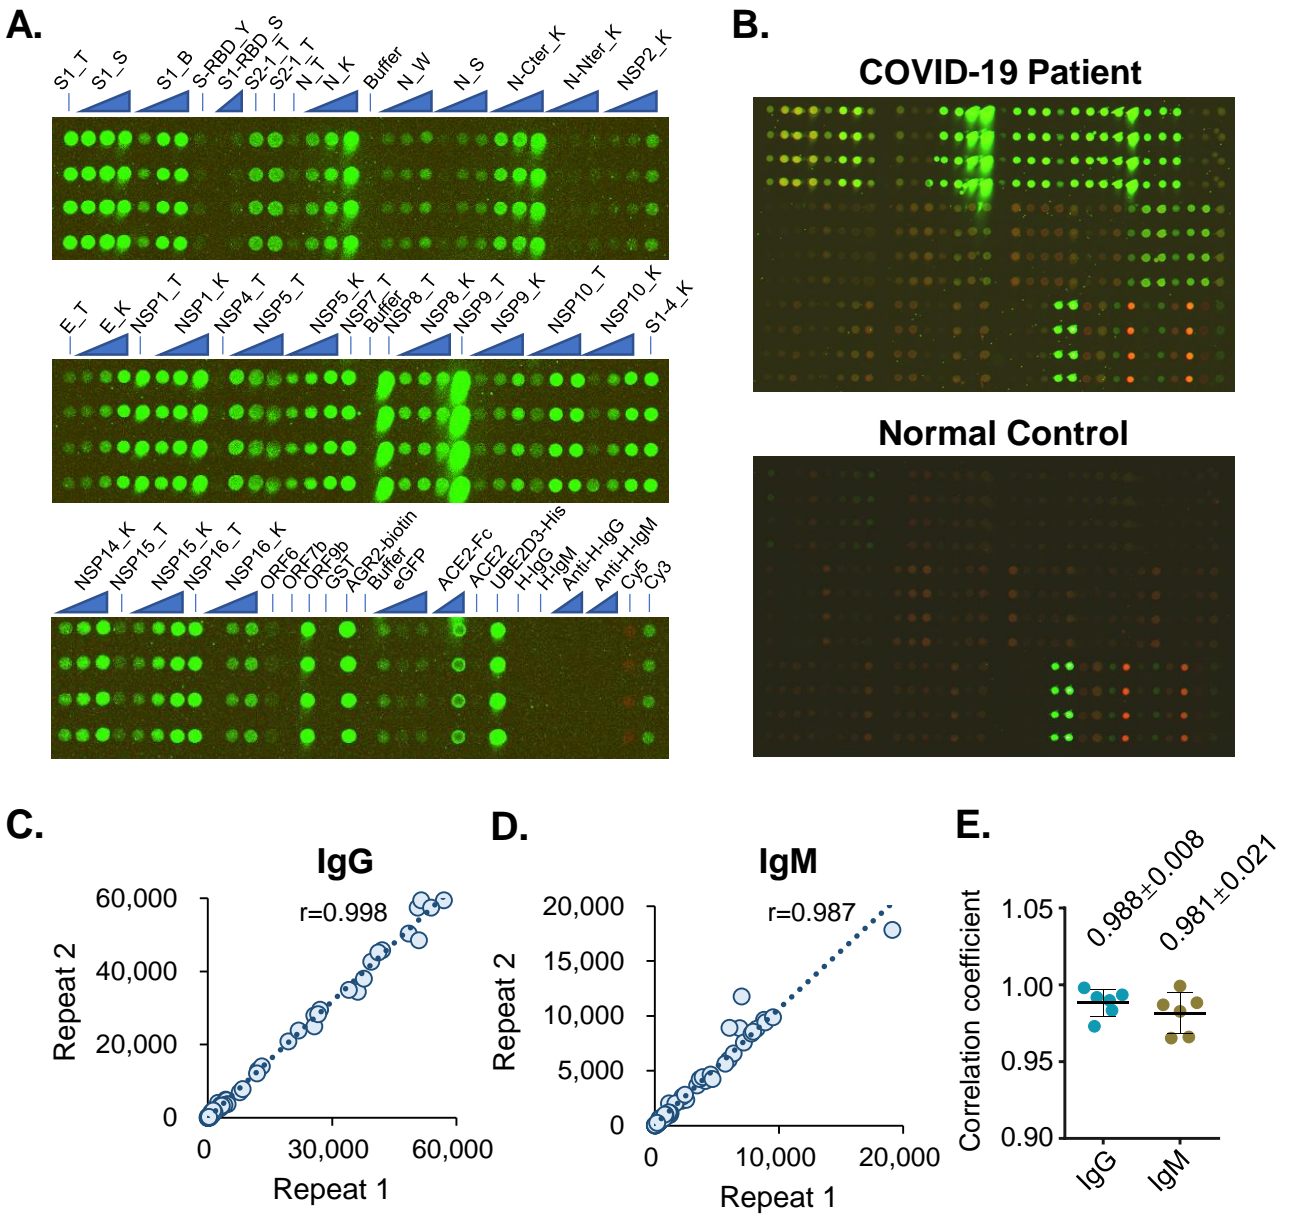 A.
S1_T
S1_S
S1_B
S-RBD_Y
S1-RBD_S
S2-1_T
S2-1_T
N_T
N_K
Buffer
N_W
N_S
N-Cter_K
N-Nter_K
NSP2_K
E_T
E_K
NSP1_T
NSP1_K
NSP4_T
NSP5_T
NSP5_K
NSP7_T
Buffer
NSP8_T
NSP8_K
NSP9_T
NSP9_K
NSP10_T
NSP10_K
S1-4_K
NSP14_K
NSP15_T
NSP15_K
NSP16_T
NSP16_K
ORF6
ORF7b
ORF9b
GST
AGR2-biotin
Buffer
eGFP
ACE2-Fc
ACE2
UBE2D3-His
H-IgG
H-IgM
Anti-H-IgG
Anti-H-IgM
Cy5
Cy3
B.
COVID-19 Patient
Normal Control
C.
IgG
r=0.998
60,000
40,000
20,000
0
Repeat 2
0
30,000
60,000
Repeat 1
D.
IgM
r=0.987
20,000
15,000
10,000
5,000
0
Repeat 2
0
10,000
20,000
Repeat 1
E.
0.988±0.008
0.981±0.021
1.05
1.00
0.95
0.90
Correlation coefficient
IgG
IgM